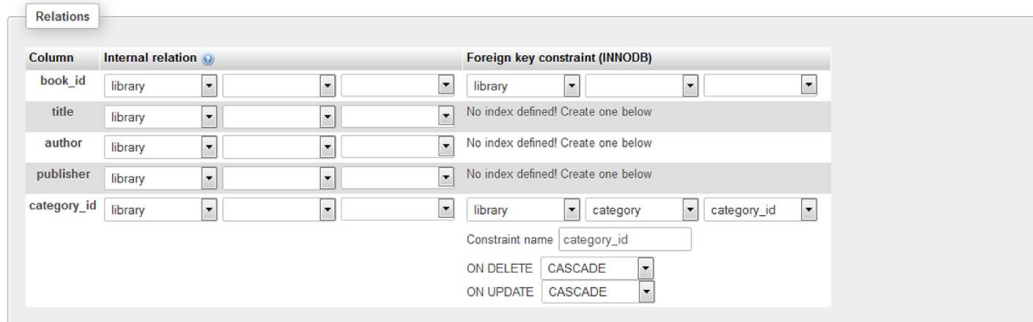 Relations
Column Internal relation Foreign key constraint (INNODB)
book_id library library
title library No index defined! Create one below
author library No index defined! Create one below
publisher library No index defined! Create one below
category_id library library category category_id
Constraint name category_id
ON DELETE CASCADE
ON UPDATE CASCADE